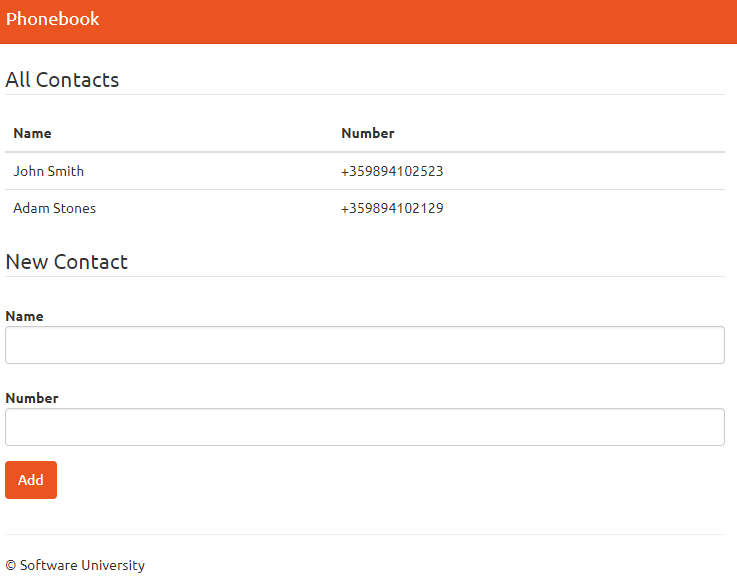 Phonebook
All Contacts
Name Number
John Smith +359894102523
Adam Stones +359894102129
New Contact
Name
Number
Add
© Software University